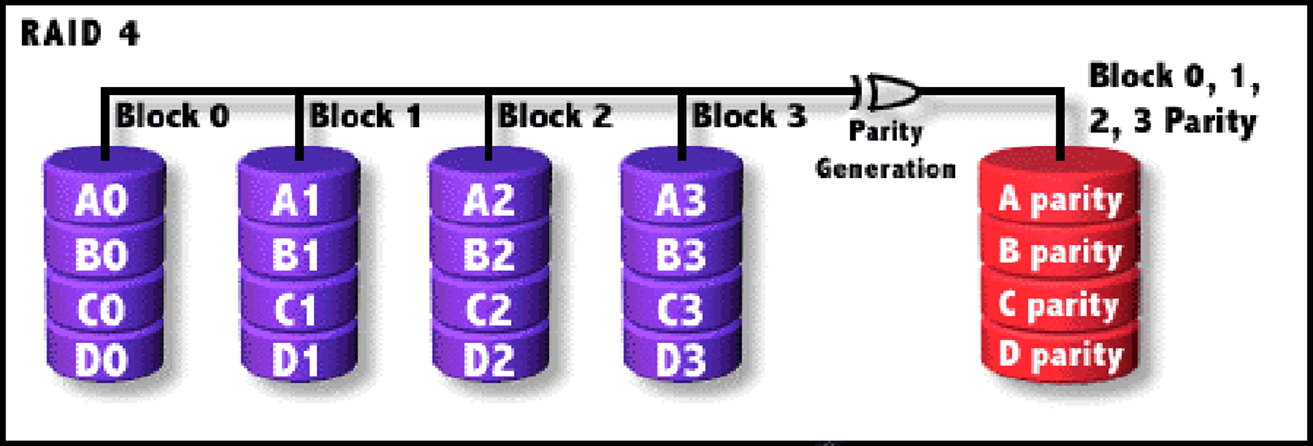 RAID 4
Block 0
Block 1
Block 2
Block 3
Parity
Generation
Block 0, 1,
2, 3 Parity
A0
A1
A2
A3
A parity
B0
B1
B2
B3
B parity
C0
C1
C2
C3
C parity
D0
D1
D2
D3
D parity